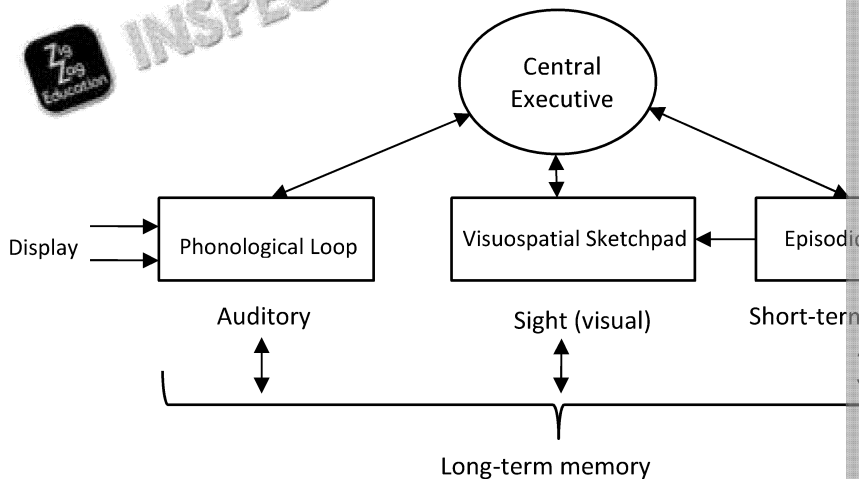 Zig
Zag
Education
INSPEC
Central
Executive
Display
Phonological Loop
Visuospatial Sketchpad
Episodic
Auditory
Sight (visual)
Short-term
Long-term memory